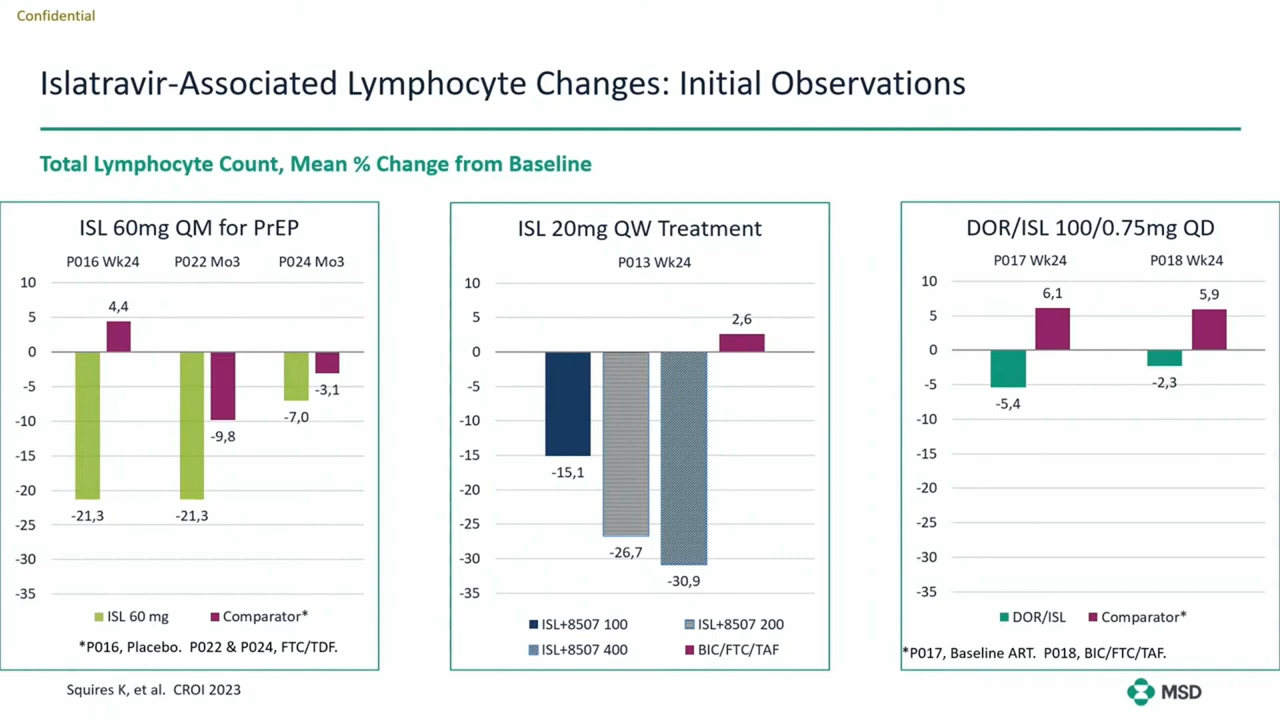 Confidential
Islatravir-Associated Lymphocyte Changes: Initial Observations
Total Lymphocyte Count, Mean % Change from Baseline
ISL 60mg QM for PrEP
P016 Wk24 P022 Mo3 P024 Mo3
10
5
0
-5
-10
-15
-20
-25
-30
-35
4,4
-21,3
-21,3
-9,8
-7,0
-3,1
ISL 60 mg Comparator*
*P016, Placebo. P022 & P024, FTC/TDF.
ISL 20mg QW Treatment
P013 Wk24
10
5
0
-5
-10
-15
-20
-25
-30
-35
-15,1
-26,7
-30,9
2,6
ISL+8507 100 ISL+8507 200
ISL+8507 400 BIC/FTC/TAF
DOR/ISL 100/0.75mg QD
P017 Wk24 P018 Wk24
10
5
0
-5
-10
-15
-20
-25
-30
-35
6,1
-5,4
5,9
-2,3
DOR/ISL Comparator*
*P017, Baseline ART. P018, BIC/FTC/TAF.
Squires K, et al. CROI 2023
MSD